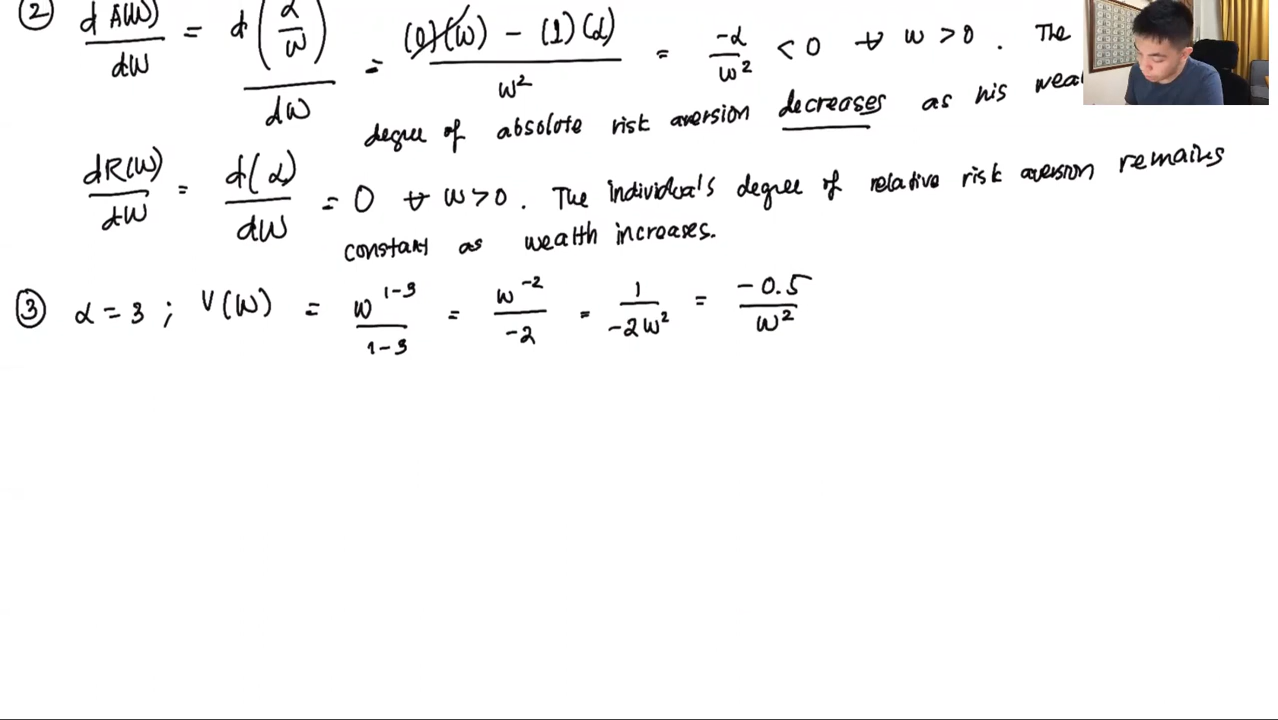 ② dA(W)/dW = d(α/W)/dW = (0)(W) - (1)(α)/W² = -α/W² < 0 ∀ W > 0. The
degree of absolute risk aversion decreases as his
dR(W)/dW = d(α)/dW = 0 ∀ W > 0. The individual's degree of relative risk aversion remains
constant as wealth increases.
③ α = 3 ; V(W) = W^(1-3)/(1-3) = W^(-2)/(-2) = 1/(-2W²) = -0.5/W²